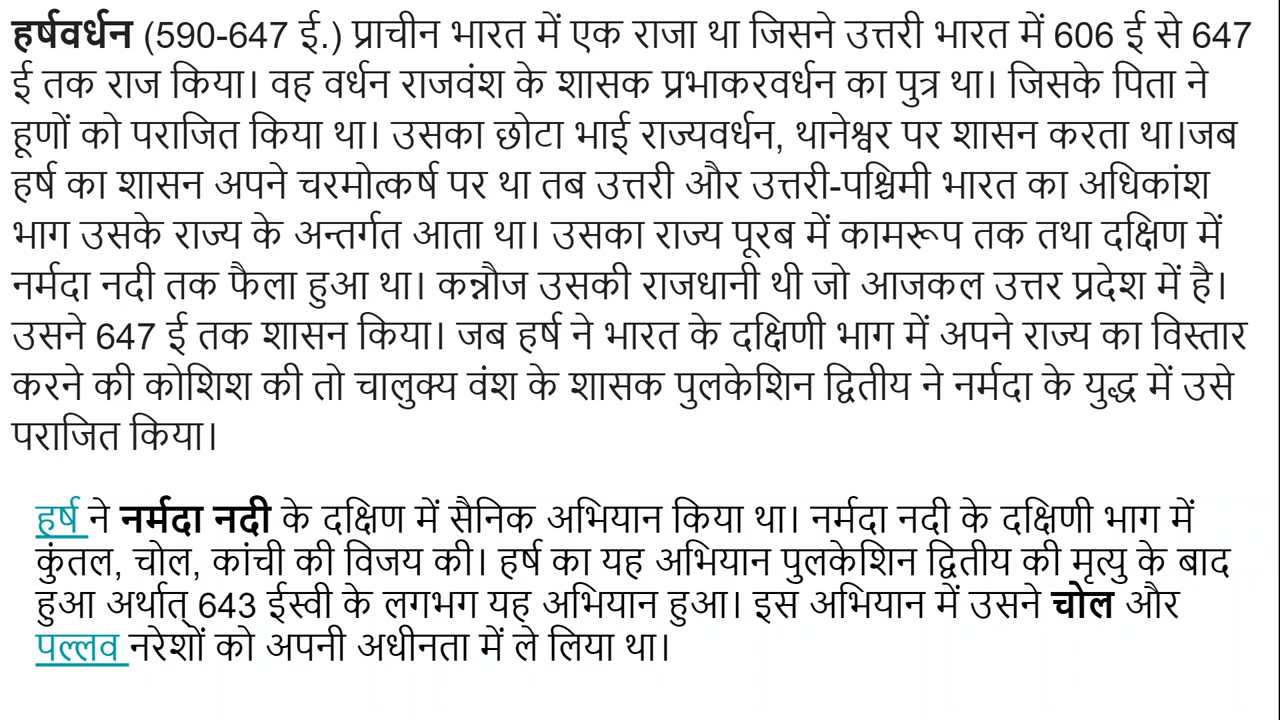 हर्षवर्धन (590-647 ई.) प्राचीन भारत में एक राजा था जिसने उत्तरी भारत में 606 ई से 647
ई तक राज किया। वह वर्धन राजवंश के शासक प्रभाकरवर्धन का पुत्र था। जिसके पिता ने
हूणों को पराजित किया था। उसका छोटा भाई राज्यवर्धन, थानेश्वर पर शासन करता था।जब
हर्ष का शासन अपने चरमोत्कर्ष पर था तब उत्तरी और उत्तरी-पश्चिमी भारत का अधिकांश
भाग उसके राज्य के अन्तर्गत आता था। उसका राज्य पूरब में कामरूप तक तथा दक्षिण में
नर्मदा नदी तक फैला हुआ था। कन्नौज उसकी राजधानी थी जो आजकल उत्तर प्रदेश में है।
उसने 647 ई तक शासन किया। जब हर्ष ने भारत के दक्षिणी भाग में अपने राज्य का विस्तार
करने की कोशिश की तो चालुक्य वंश के शासक पुलकेशिन द्वितीय ने नर्मदा के युद्ध में उसे
पराजित किया।
हर्ष ने नर्मदा नदी के दक्षिण में सैनिक अभियान किया था। नर्मदा नदी के दक्षिणी भाग में
कुंतल, चोल, कांची की विजय की। हर्ष का यह अभियान पुलकेशिन द्वितीय की मृत्यु के बाद
हुआ अर्थात् 643 ईस्वी के लगभग यह अभियान हुआ। इस अभियान में उसने चोल और
पल्लव नरेशों को अपनी अधीनता में ले लिया था।